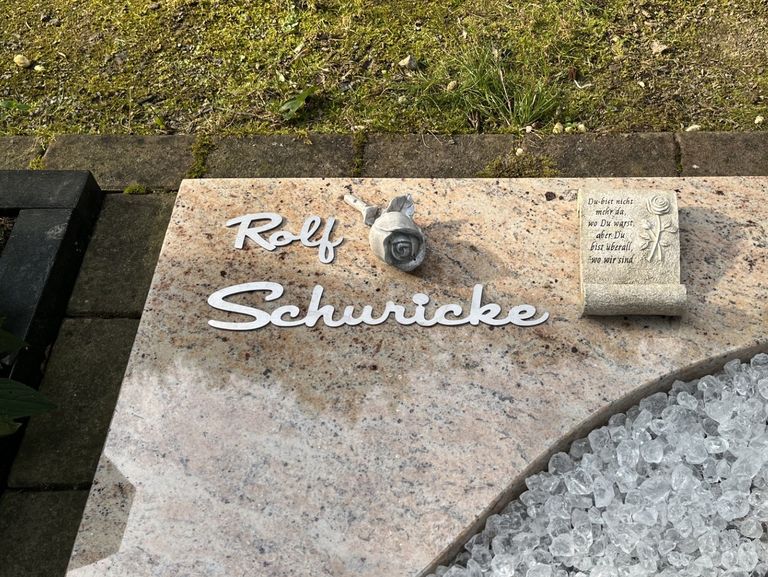 Rolf
Schuricke
Du bist nicht
mehr da,
wo Du warst,
aber Du
bist überall,
wo wir sind